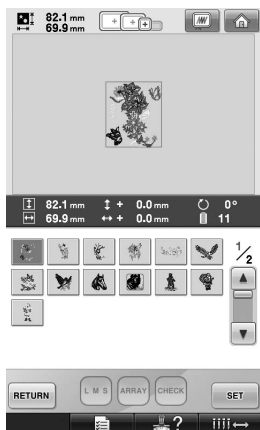 82.1 mm
69.9 mm
82.1 mm + 0.0 mm 0°
69.9 mm + 0.0 mm 11
1/2
L M S ARRAY CHECK
RETURN SET
?